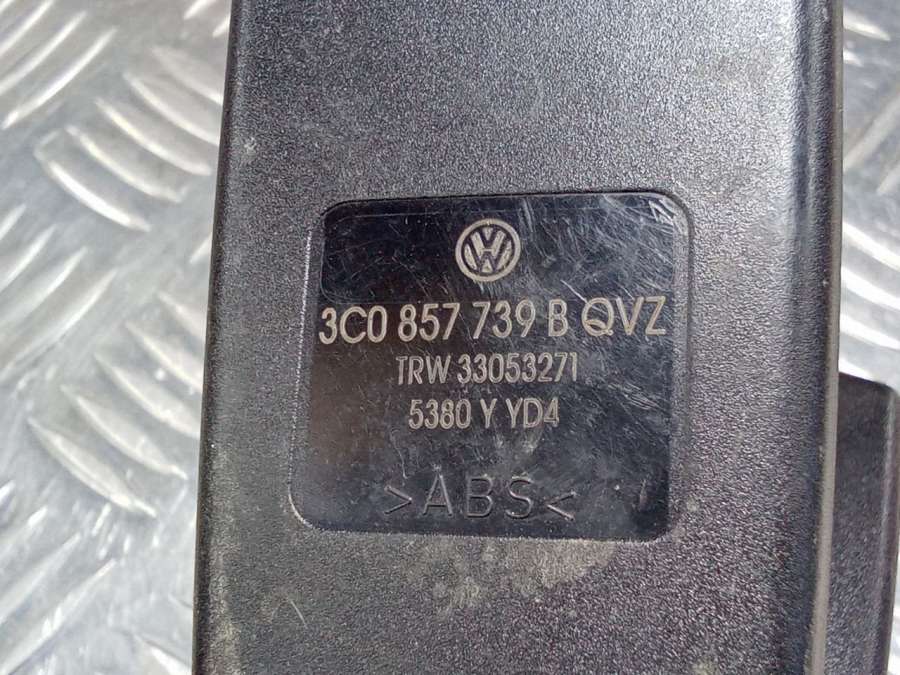 3C0 857 739 B QVZ
TRW 33053271
5380 Y YD4
>ABS<